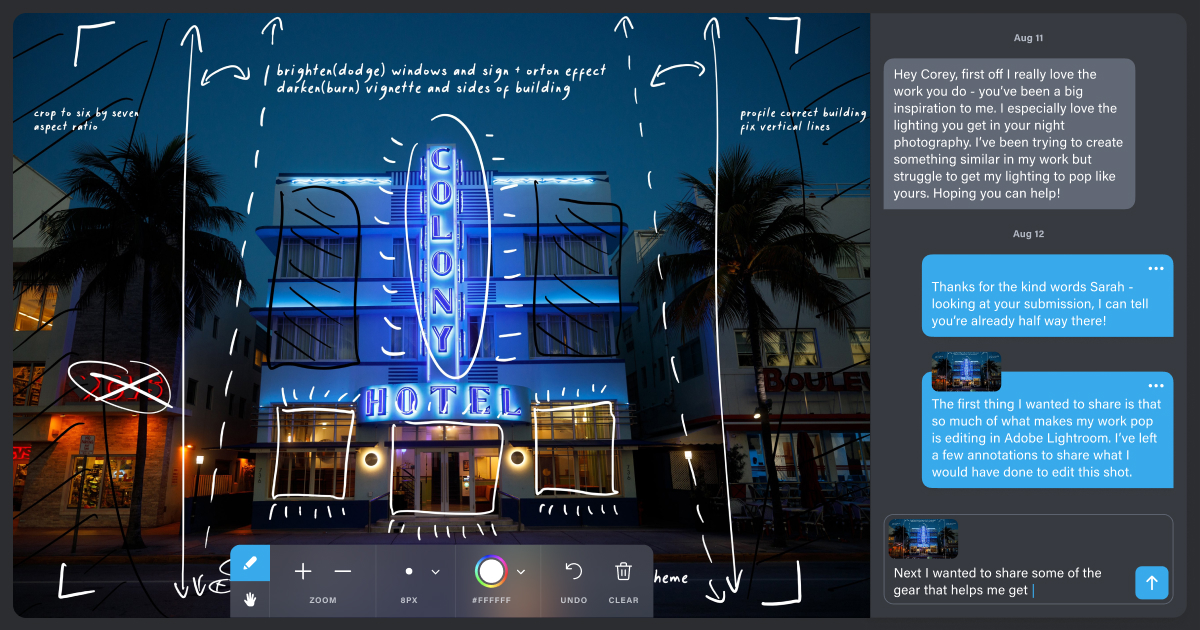 brighten(dodge) windows and sign + orton effect
darken(burn) vignette and sides of building
crop to six by seven
aspect ratio
profile correct building
fix vertical lines
COLONY
HOTEL
heme
ZOOM
8PX
#FFFFFF
UNDO
CLEAR
Aug 11
Hey Corey, first off I really love the
work you do - you've been a big
inspiration to me. I especially love the
lighting you get in your night
photography. I've been trying to create
something similar in my work but
struggle to get my lighting to pop like
yours. Hoping you can help!
Aug 12
Thanks for the kind words Sarah -
looking at your submission, I can tell
you're already half way there!
The first thing I wanted to share is that
so much of what makes my work pop
is editing in Adobe Lightroom. I've left
a few annotations to share what I
would have done to edit this shot.
Next I wanted to share some of the
gear that helps me get